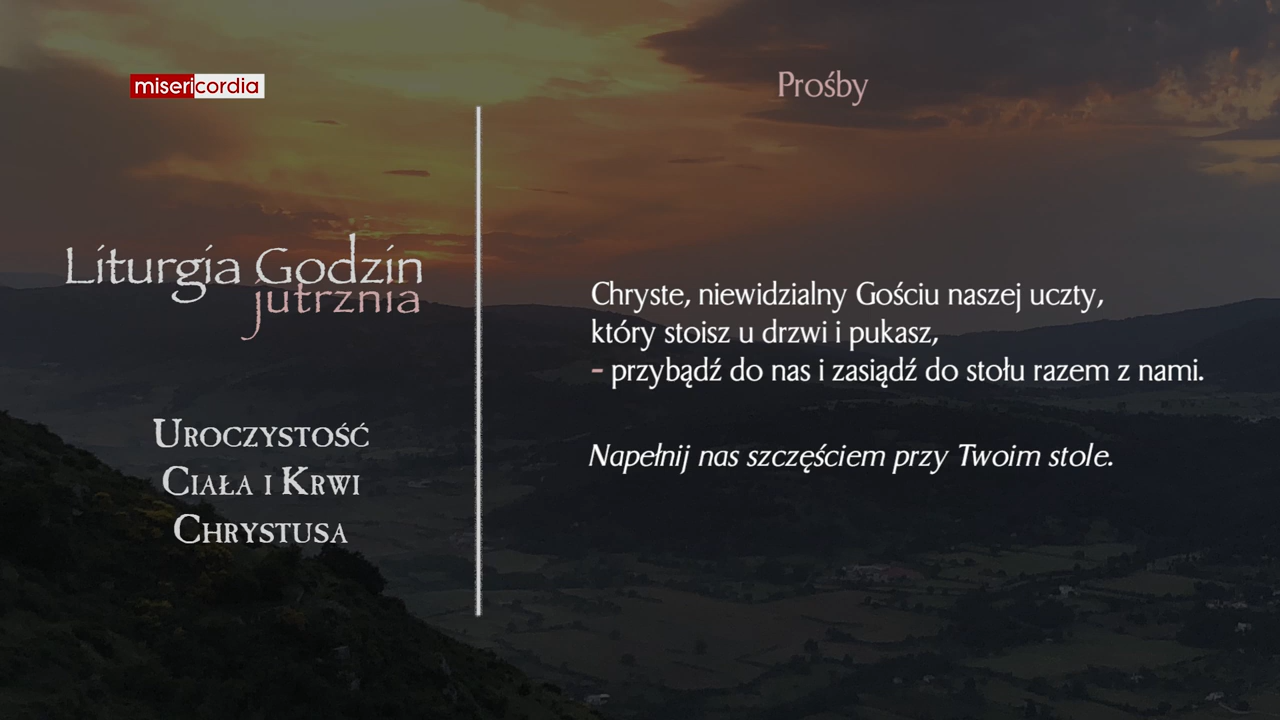 misericordia
Prośby
Liturgia Godzin
jutrznia
Uroczystość
Ciała i Krwi
Chrystusa
Chryste, niewidzialny Gościu naszej uczty,
który stoisz u drzwi i pukasz,
- przybądź do nas i zasiądź do stołu razem z nami.
Napełnij nas szczęściem przy Twoim stole.